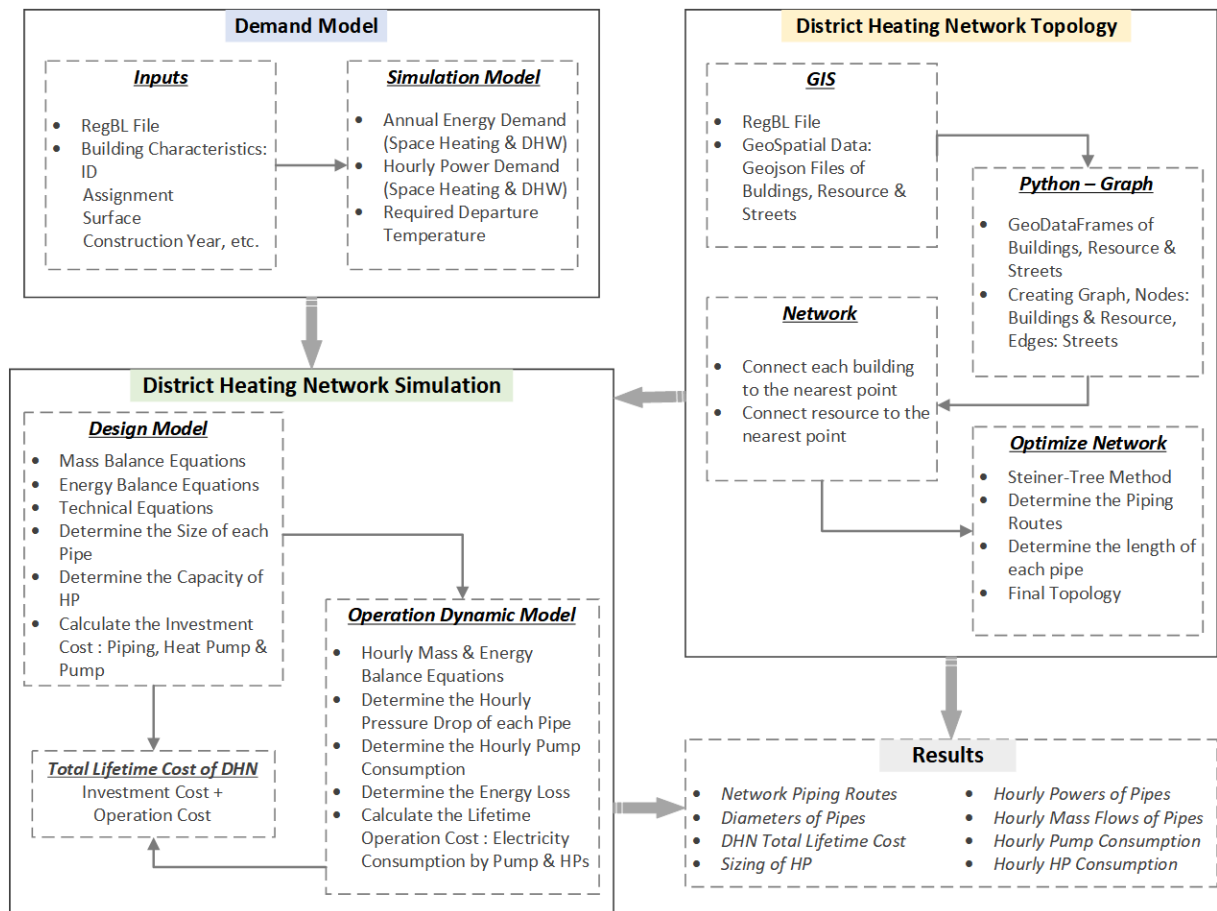 Demand Model
Inputs
• RegBL File
• Building Characteristics:
ID
Assignment
Surface
Construction Year, etc.
Simulation Model
• Annual Energy Demand
(Space Heating & DHW)
• Hourly Power Demand
(Space Heating & DHW)
• Required Departure
Temperature
District Heating Network Topology
GIS
• RegBL File
• GeoSpatial Data:
Geojson Files of
Buldings, Resource &
Streets
Python – Graph
• GeoDataFrames of
Buildings, Resource &
Streets
• Creating Graph, Nodes:
Buildings & Resource,
Edges: Streets
Network
• Connect each building
to the nearest point
• Connect resource to the
nearest point
Optimize Network
• Steiner-Tree Method
• Determine the Piping
Routes
• Determine the length of
each pipe
• Final Topology
District Heating Network Simulation
Design Model
• Mass Balance Equations
• Energy Balance Equations
• Technical Equations
• Determine the Size of each
Pipe
• Determine the Capacity of
HP
• Calculate the Investment
Cost : Piping, Heat Pump &
Pump
Operation Dynamic Model
• Hourly Mass & Energy
Balance Equations
• Determine the Hourly
Pressure Drop of each Pipe
• Determine the Hourly Pump
Consumption
• Determine the Energy Loss
• Calculate the Lifetime
Operation Cost : Electricity
Consumption by Pump & HPs
Total Lifetime Cost of DHN
Investment Cost +
Operation Cost
Results
• Network Piping Routes
• Diameters of Pipes
• DHN Total Lifetime Cost
• Sizing of HP
• Hourly Powers of Pipes
• Hourly Mass Flows of Pipes
• Hourly Pump Consumption
• Hourly HP Consumption